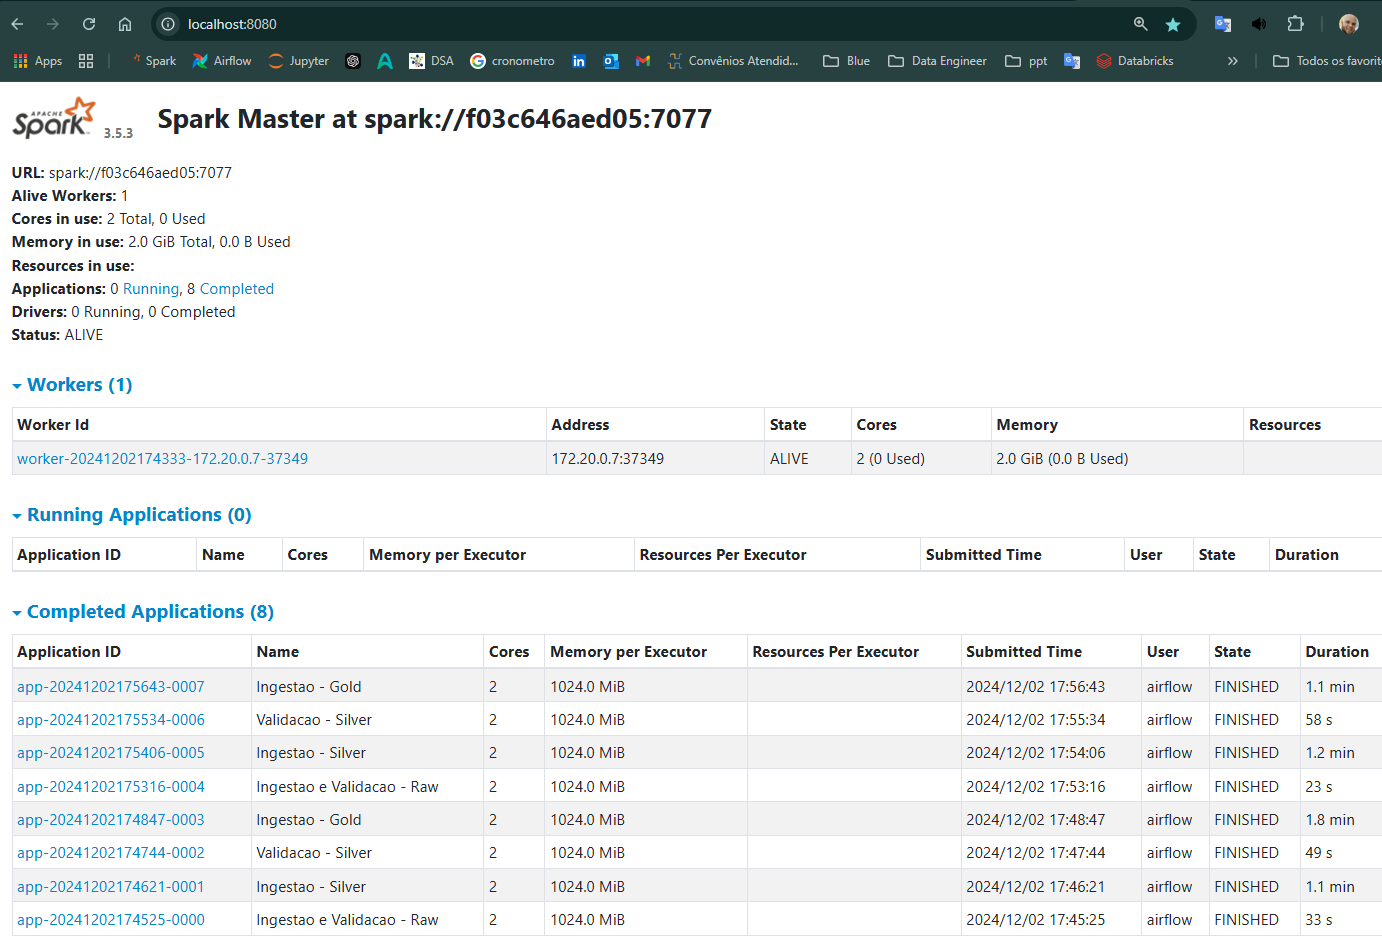 localhost:8080
Apps Spark Airflow Jupyter DSA cronometro Convênios Atendid... Blue Data Engineer ppt Databricks » Todos os favorit
APACHE Spark 3.5.3 Spark Master at spark://f03c646aed05:7077
URL: spark://f03c646aed05:7077
Alive Workers: 1
Cores in use: 2 Total, 0 Used
Memory in use: 2.0 GiB Total, 0.0 B Used
Resources in use:
Applications: 0 Running, 8 Completed
Drivers: 0 Running, 0 Completed
Status: ALIVE
Workers (1)
Worker Id Address State Cores Memory Resources
worker-20241202174333-172.20.0.7-37349 172.20.0.7:37349 ALIVE 2 (0 Used) 2.0 GiB (0.0 B Used)
Running Applications (0)
Application ID Name Cores Memory per Executor Resources Per Executor Submitted Time User State Duration
Completed Applications (8)
Application ID Name Cores Memory per Executor Resources Per Executor Submitted Time User State Duration
app-20241202175643-0007 Ingestao - Gold 2 1024.0 MiB 2024/12/02 17:56:43 airflow FINISHED 1.1 min
app-20241202175534-0006 Validacao - Silver 2 1024.0 MiB 2024/12/02 17:55:34 airflow FINISHED 58 s
app-20241202175406-0005 Ingestao - Silver 2 1024.0 MiB 2024/12/02 17:54:06 airflow FINISHED 1.2 min
app-20241202175316-0004 Ingestao e Validacao - Raw 2 1024.0 MiB 2024/12/02 17:53:16 airflow FINISHED 23 s
app-20241202174847-0003 Ingestao - Gold 2 1024.0 MiB 2024/12/02 17:48:47 airflow FINISHED 1.8 min
app-20241202174744-0002 Validacao - Silver 2 1024.0 MiB 2024/12/02 17:47:44 airflow FINISHED 49 s
app-20241202174621-0001 Ingestao - Silver 2 1024.0 MiB 2024/12/02 17:46:21 airflow FINISHED 1.1 min
app-20241202174525-0000 Ingestao e Validacao - Raw 2 1024.0 MiB 2024/12/02 17:45:25 airflow FINISHED 33 s